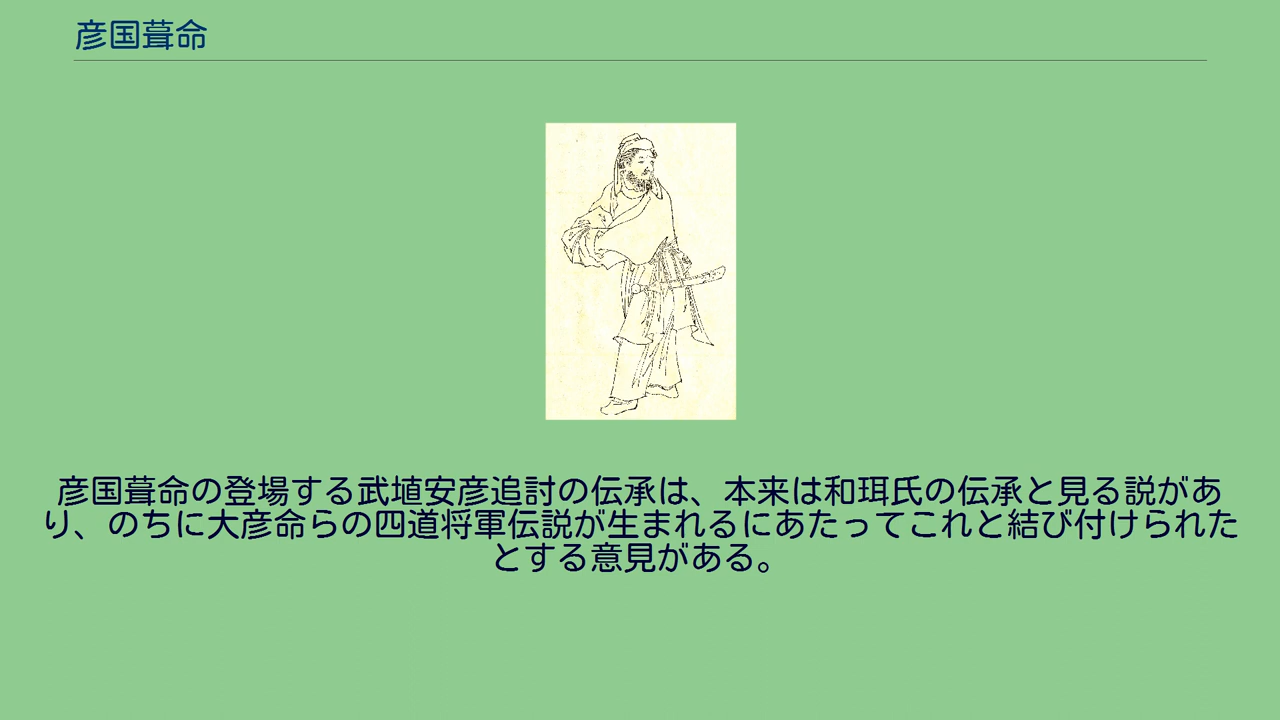 彦国葺命
彦国葺命の登場する武埴安彦追討の伝承は、本来は和珥氏の伝承と見る説があ
り、のちに大彦命らの四道将軍伝説が生まれるにあたってこれと結び付けられた
とする意見がある。